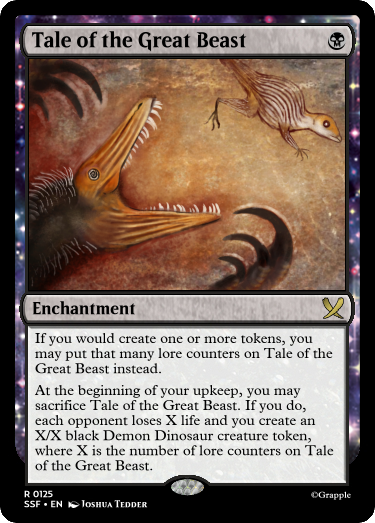 Tale of the Great Beast
Enchantment
If you would create one or more tokens, you
may put that many lore counters on Tale of the
Great Beast instead.
At the beginning of your upkeep, you may
sacrifice Tale of the Great Beast. If you do,
each opponent loses X life and you create an
X/X black Demon Dinosaur creature token,
where X is the number of lore counters on Tale
of the Great Beast.
R 0125
SSF • EN Joshua Tedder
©Grapple